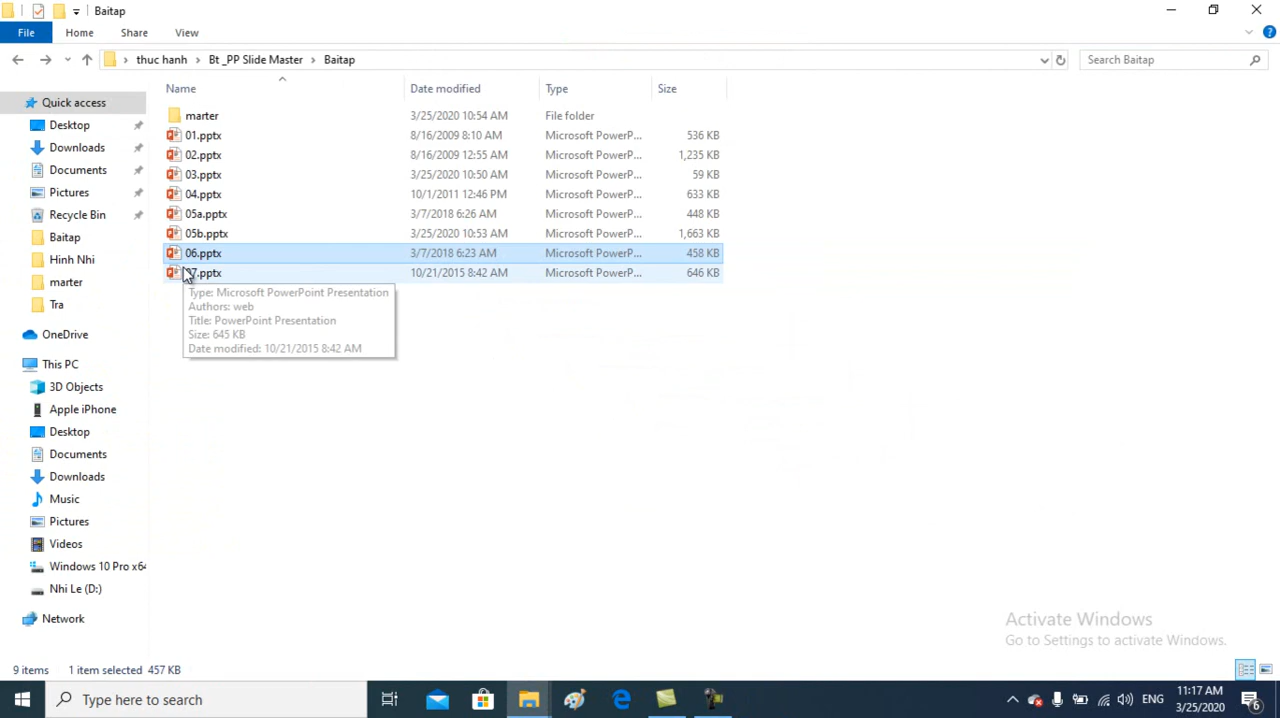 Baitap
File Home Share View
thuc hanh Bt _PP Slide Master Baitap Search Baitap
Name Date modified Type Size
marter 3/25/2020 10:54 AM File folder
01.pptx 8/16/2009 8:10 AM Microsoft PowerP... 536 KB
02.pptx 8/16/2009 12:55 AM Microsoft PowerP... 1,235 KB
03.pptx 3/25/2020 10:50 AM Microsoft PowerP... 59 KB
04.pptx 10/1/2011 12:46 PM Microsoft PowerP... 633 KB
05a.pptx 3/7/2018 6:26 AM Microsoft PowerP... 448 KB
05b.pptx 3/25/2020 10:53 AM Microsoft PowerP... 1,663 KB
06.pptx 3/7/2018 6:23 AM Microsoft PowerP... 458 KB
07.pptx 10/21/2015 8:42 AM Microsoft PowerP... 646 KB
Type: Microsoft PowerPoint Presentation
Authors: web
Title: PowerPoint Presentation
Size: 645 KB
Date modified: 10/21/2015 8:42 AM
Quick access
Desktop
Downloads
Documents
Pictures
Recycle Bin
Baitap
Hinh Nhi
marter
Tra
OneDrive
This PC
3D Objects
Apple iPhone
Desktop
Documents
Downloads
Music
Pictures
Videos
Windows 10 Pro x64
Nhi Le (D:)
Network
Activate Windows
Go to Settings to activate Windows.
9 items 1 item selected 457 KB
Type here to search
ENG
11:17 AM
3/25/2020
6